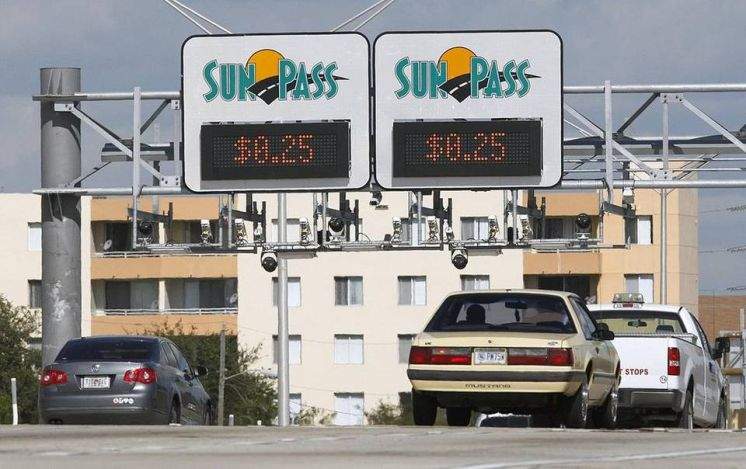 SUNPASS
$0.25
SUNPASS
$0.25
MUSTANG
T STOPS